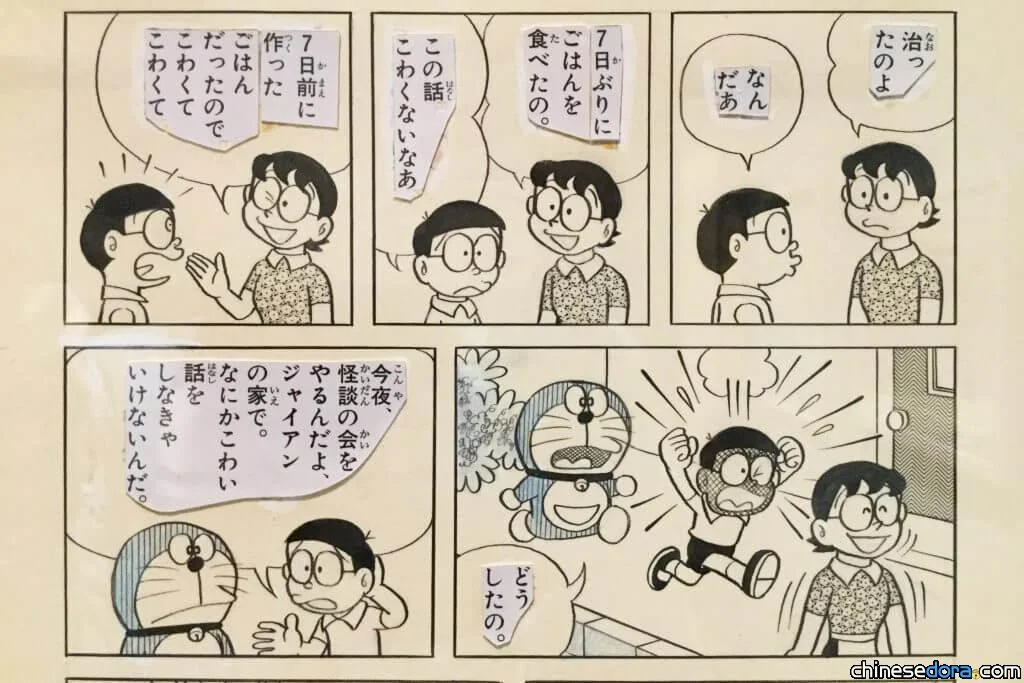 治っ
たのよ
なん
だあ
7日ぶりに
ごはんを
食べたの。
この話
こわくないなあ
7日前に
作った
ごはん
だったので
こわくて
こわくて
どう
したの。
今夜、
怪談の会を
やるんだよ、
ジャイアン
の家で。
なにかこわい
話を
しなきゃ
いけないんだ。
chinesedora.com